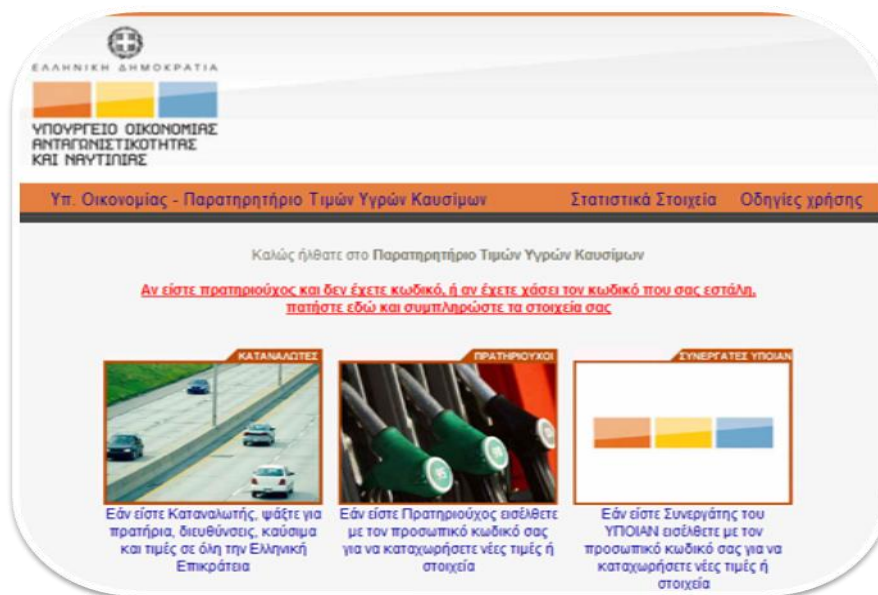 ΕΛΛΗΝΙΚΗ ΔΗΜΟΚΡΑΤΙΑ
ΥΠΟΥΡΓΕΙΟ ΟΙΚΟΝΟΜΙΑΣ
ΑΝΤΑΓΩΝΙΣΤΙΚΟΤΗΤΑΣ
ΚΑΙ ΝΑΥΤΙΛΙΑΣ
Υπ. Οικονομίας - Παρατηρητήριο Τιμών Υγρών Καυσίμων Στατιστικά Στοιχεία Οδηγίες χρήσης
Καλώς ήλθατε στο Παρατηρητήριο Τιμών Υγρών Καυσίμων
Αν είστε πρατηριούχος και δεν έχετε κωδικό, ή αν έχετε χάσει τον κωδικό που σας εστάλη,
πατήστε εδώ και συμπληρώστε τα στοιχεία σας
ΚΑΤΑΝΑΛΩΤΕΣ
Εάν είστε Καταναλωτής, ψάξτε για
πρατήρια, διευθύνσεις, καύσιμα
και τιμές σε όλη την Ελληνική
Επικράτεια
ΠΡΑΤΗΡΙΟΥΧΟΙ
95
Εάν είστε Πρατηριούχος εισέλθετε
με τον προσωπικό κωδικό σας
για να καταχωρήσετε νέες τιμές ή
στοιχεία
ΣΥΝΕΡΓΑΤΕΣ ΥΠΟΙΑΝ
Εάν είστε Συνεργάτης του
ΥΠΟΙΑΝ εισέλθετε με τον
προσωπικό κωδικό σας για να
καταχωρήσετε νέες τιμές ή
στοιχεία